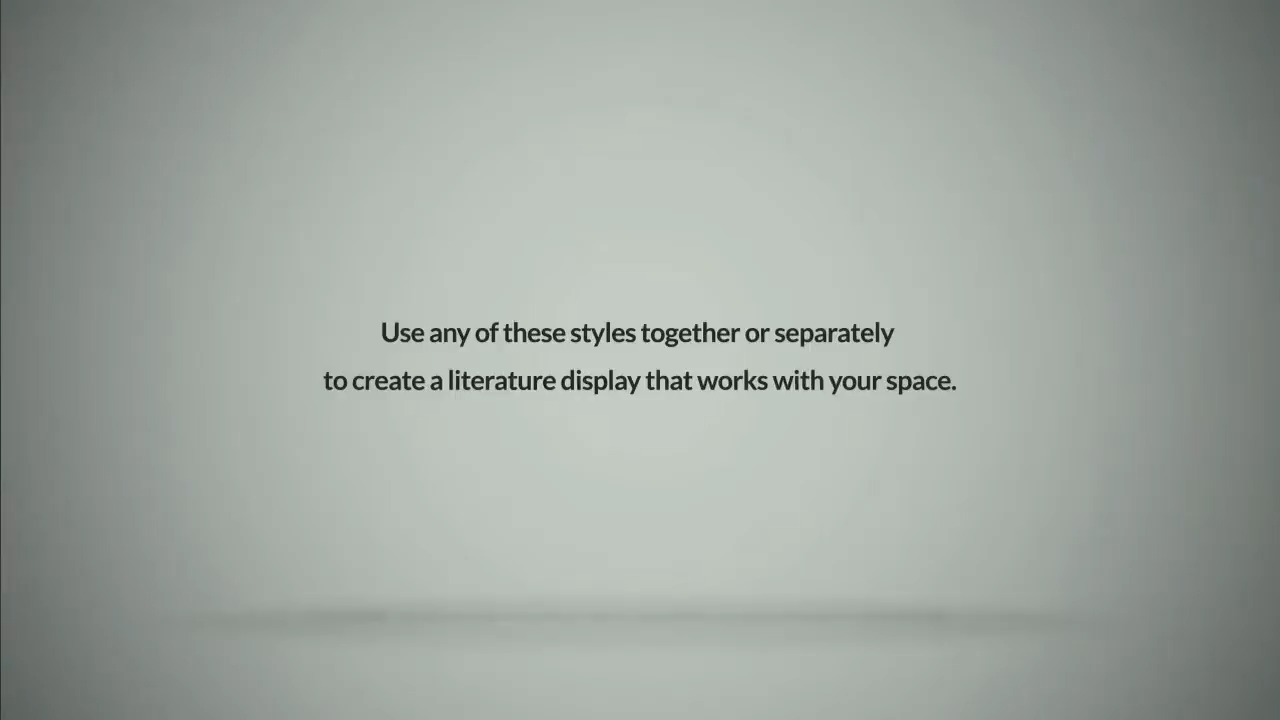 Use any of these styles together or separately
to create a literature display that works with your space.